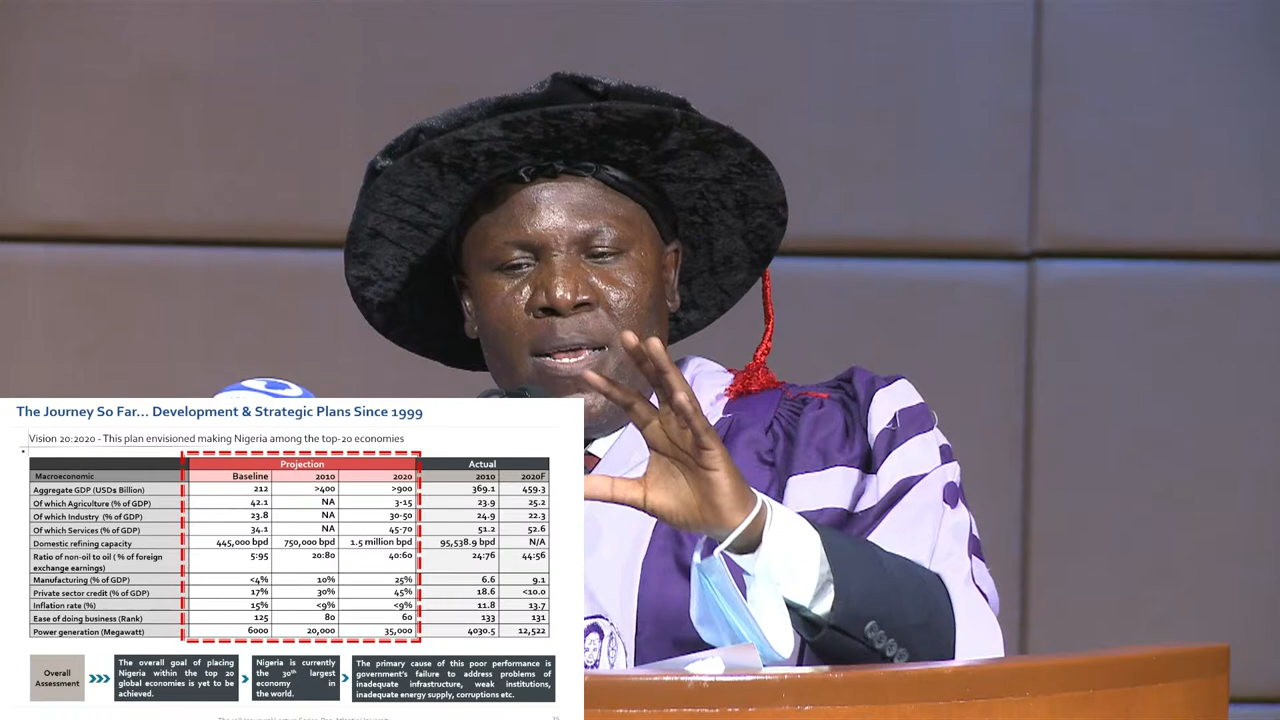 The Journey So Far... Development & Strategic Plans Since 1999
Vision 20:2020 - This plan envisioned making Nigeria among the top-20 economies
Projection Actual
Macroeconomic Baseline 2010 2020 2010 2020F
Aggregate GDP (USD$ Billion) 212 >400 >900 369.1 459.3
Of which Agriculture (% of GDP) 42.1 NA 3-15 23.9 25.2
Of which Industry (% of GDP) 23.8 NA 30-50 24.9 22.3
Of which Services (% of GDP) 34.1 NA 45-70 51.2 52.6
Domestic refining capacity 445,000 bpd 750,000 bpd 1.5 million bpd 95,538.9 bpd N/A
Ratio of non-oil to oil ( % of foreign exchange earnings) 5:95 20:80 40:60 24:76 44:56
Manufacturing (% of GDP) <4% 10% 25% 6.6 9.1
Private sector credit (% of GDP) 17% 30% 45% 18.6 <10.0
Inflation rate (%) 15% <9% <9% 11.8 13.7
Ease of doing business (Rank) 125 80 60 133 131
Power generation (Megawatt) 6000 20,000 35,000 4030.5 12,522
Overall
Assessment
The overall goal of placing
Nigeria within the top 20
global economies is yet to be
achieved.
Nigeria is currently
the 30th largest
economy in
the world.
The primary cause of this poor performance is
government's failure to address problems of
inadequate infrastructure, weak institutions,
inadequate energy supply, corruptions etc.